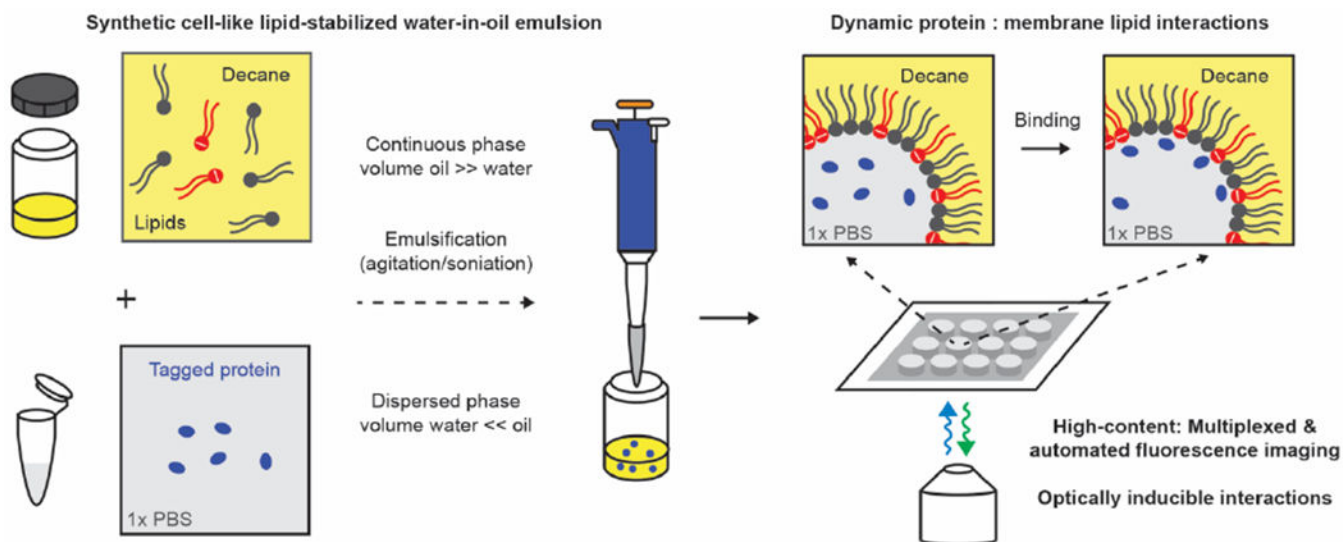 Synthetic cell-like lipid-stabilized water-in-oil emulsion
Decane
Lipids
+
Tagged protein
1x PBS
Continuous phase
volume oil >> water
Emulsification
(agitation/soniation)
Dispersed phase
volume water << oil
Dynamic protein : membrane lipid interactions
Decane
1x PBS
Binding
Decane
1x PBS
High-content: Multiplexed &
automated fluorescence imaging
Optically inducible interactions